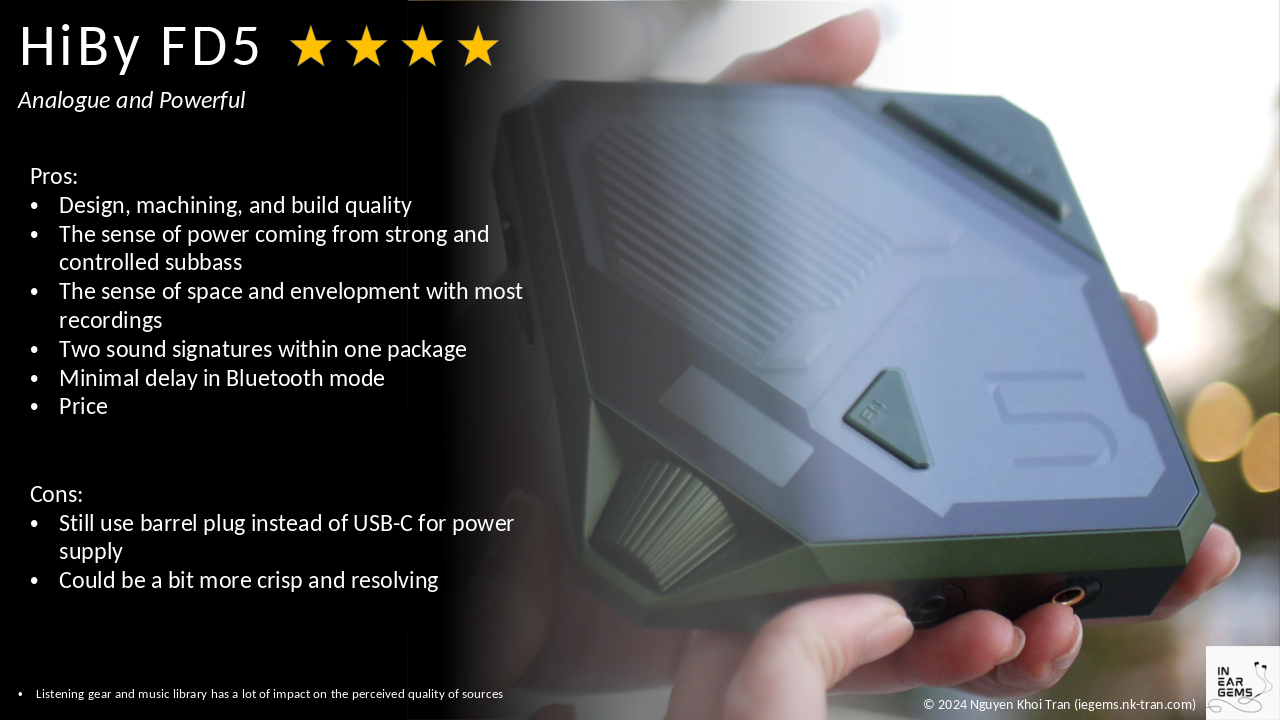 HiBy FD5 ★★★★
Analogue and Powerful
Pros:
• Design, machining, and build quality
• The sense of power coming from strong and
controlled subbass
• The sense of space and envelopment with most
recordings
• Two sound signatures within one package
• Minimal delay in Bluetooth mode
• Price
Cons:
• Still use barrel plug instead of USB-C for power
supply
• Could be a bit more crisp and resolving
• Listening gear and music library has a lot of impact on the perceived quality of sources
FN
5
IN
EAR
GEMS
© 2024 Nguyen Khoi Tran (iegems.nk-tran.com)